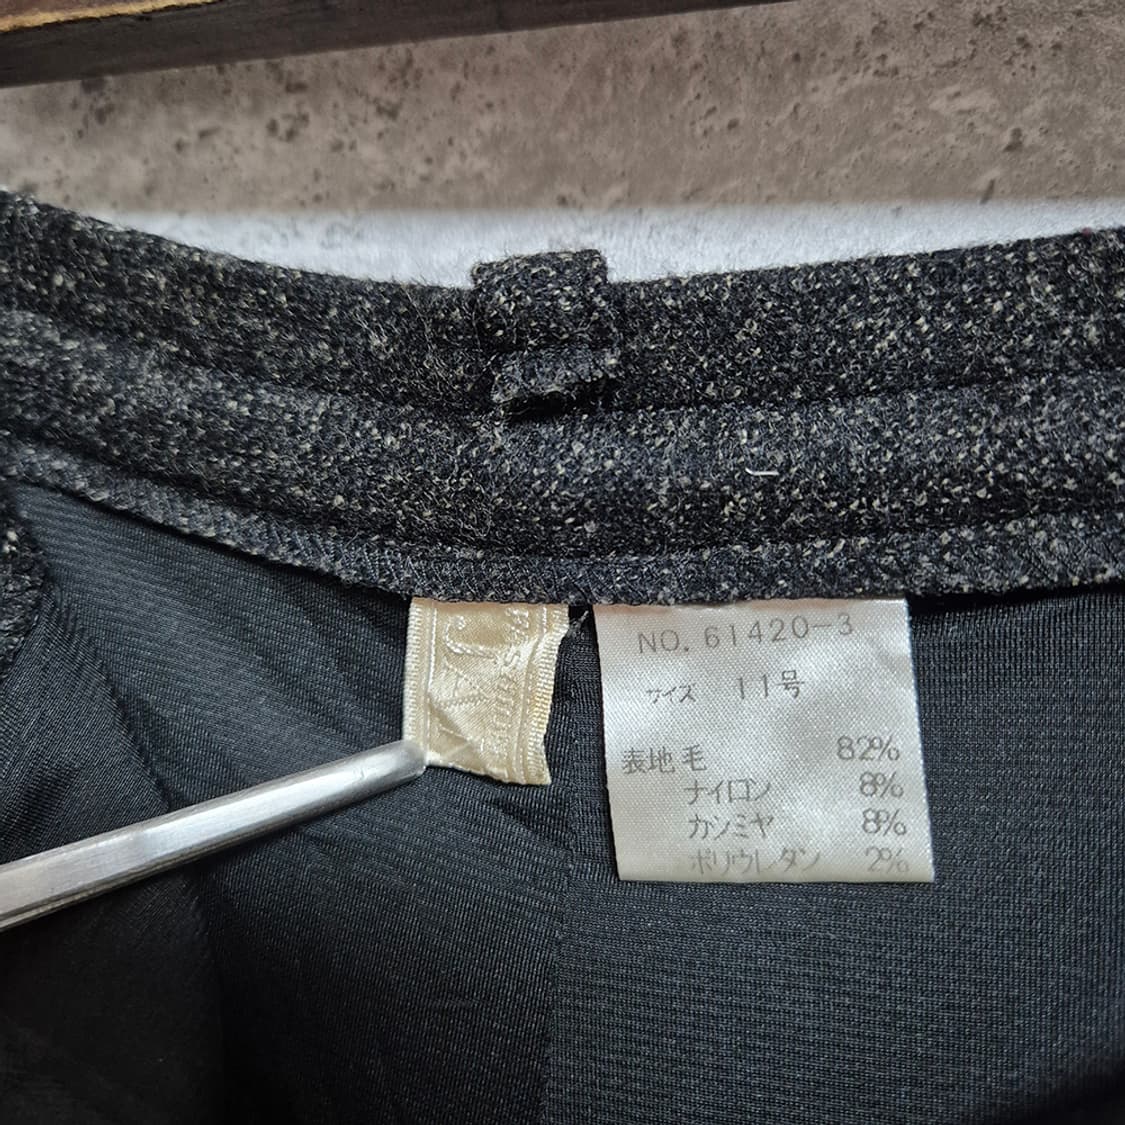 NO. 61420-3
サイズ 11号
表地 毛 82%
ナイロン 8%
カシミヤ 8%
ポリウレタン 2%